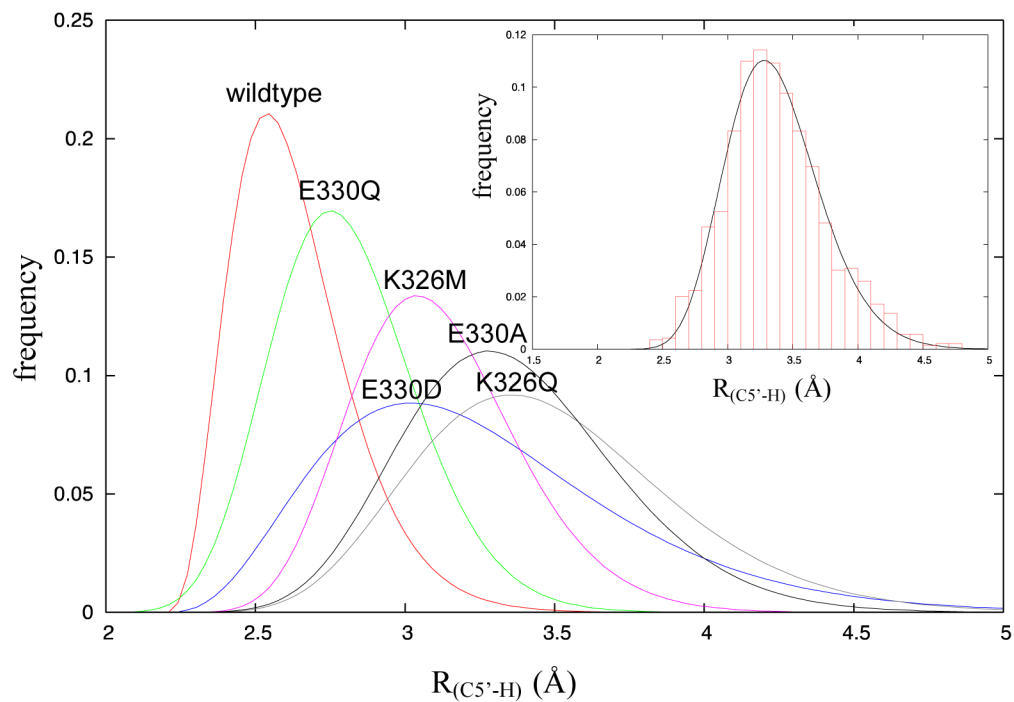 0.25
0.2
0.15
0.1
0.05
0
2
2.5
3
3.5
4
4.5
5
frequency
R(C5’-H) (Å)
wildtype
E330Q
K326M
E330A
E330D
K326Q
0.12
0.1
0.08
0.06
0.04
0.02
0
1.5
2
2.5
3
3.5
4
4.5
5
frequency
R(C5’-H) (Å)